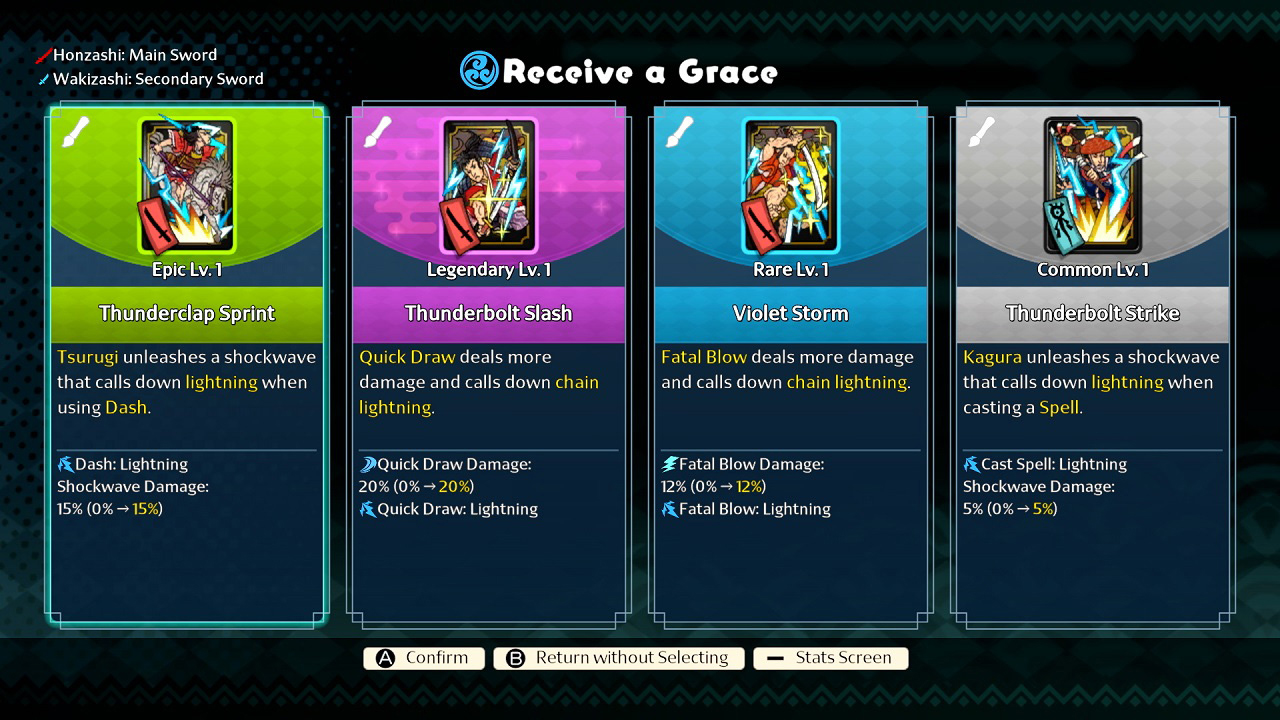 Honzashi: Main Sword
Wakizashi: Secondary Sword
Receive a Grace
Epic Lv. 1
Thunderclap Sprint
Tsurugi unleashes a shockwave
that calls down lightning when
using Dash.
Dash: Lightning
Shockwave Damage:
15% (0% → 15%)
Legendary Lv. 1
Thunderbolt Slash
Quick Draw deals more
damage and calls down chain
lightning.
Quick Draw Damage:
20% (0% → 20%)
Quick Draw: Lightning
Rare Lv. 1
Violet Storm
Fatal Blow deals more damage
and calls down chain lightning.
Fatal Blow Damage:
12% (0% → 12%)
Fatal Blow: Lightning
Common Lv. 1
Thunderbolt Strike
Kagura unleashes a shockwave
that calls down lightning when
casting a Spell.
Cast Spell: Lightning
Shockwave Damage:
5% (0% → 5%)
A Confirm
B Return without Selecting
Stats Screen